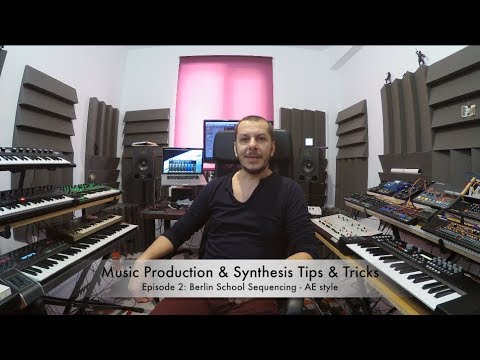 Music Production & Synthesis Tips & Tricks
Episode 2: Berlin School Sequencing - AE style